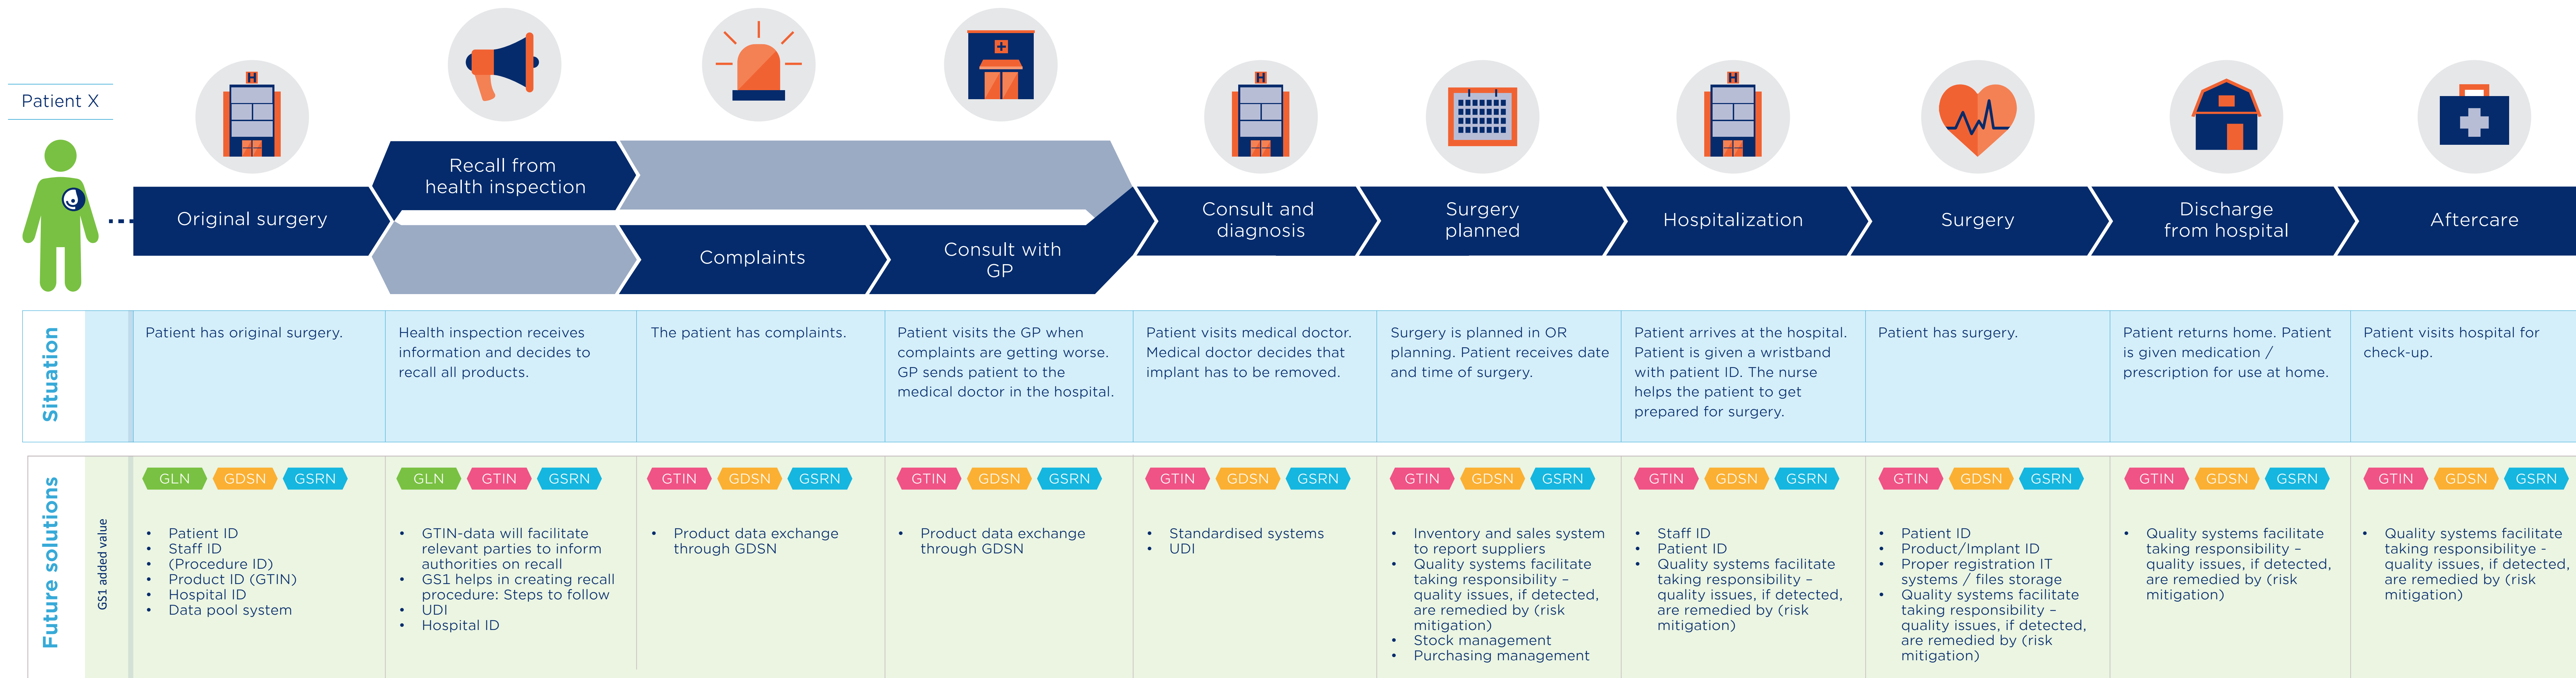 Patient X
H
H
H
Original surgery
Recall from
health inspection
Complaints
Consult with
GP
Consult and
diagnosis
Surgery
planned
Hospitalization
Surgery
Discharge
from hospital
Aftercare
Situation
Patient has original surgery.
Health inspection receives
information and decides to
recall all products.
The patient has complaints.
Patient visits the GP when
complaints are getting worse.
GP sends patient to the
medical doctor in the hospital.
Patient visits medical doctor.
Medical doctor decides that
implant has to be removed.
Surgery is planned in OR
planning. Patient receives date
and time of surgery.
Patient arrives at the hospital.
Patient is given a wristband
with patient ID. The nurse
helps the patient to get
prepared for surgery.
Patient has surgery.
Patient returns home. Patient
is given medication /
prescription for use at home.
Patient visits hospital for
check-up.
Future solutions
GS1 added value
GLN GDSN GSRN
• Patient ID
• Staff ID
• (Procedure ID)
• Product ID (GTIN)
• Hospital ID
• Data pool system
GLN GTIN GSRN
• GTIN-data will facilitate
relevant parties to inform
authorities on recall
• GS1 helps in creating recall
procedure: Steps to follow
• UDI
• Hospital ID
GTIN GDSN GSRN
• Product data exchange
through GDSN
GTIN GDSN GSRN
• Product data exchange
through GDSN
GTIN GDSN GSRN
• Standardised systems
• UDI
GTIN GDSN GSRN
• Inventory and sales system
to report suppliers
• Quality systems facilitate
taking responsibility –
quality issues, if detected,
are remedied by (risk
mitigation)
• Stock management
• Purchasing management
GTIN GDSN GSRN
• Staff ID
• Patient ID
• Quality systems facilitate
taking responsibility –
quality issues, if detected,
are remedied by (risk
mitigation)
GTIN GDSN GSRN
• Patient ID
• Product/Implant ID
• Proper registration IT
systems / files storage
• Quality systems facilitate
taking responsibility –
quality issues, if detected,
are remedied by (risk
mitigation)
GTIN GDSN GSRN
• Quality systems facilitate
taking responsibility –
quality issues, if detected,
are remedied by (risk
mitigation)
GTIN GDSN GSRN
• Quality systems facilitate
taking responsibilitye -
quality issues, if detected,
are remedied by (risk
mitigation)